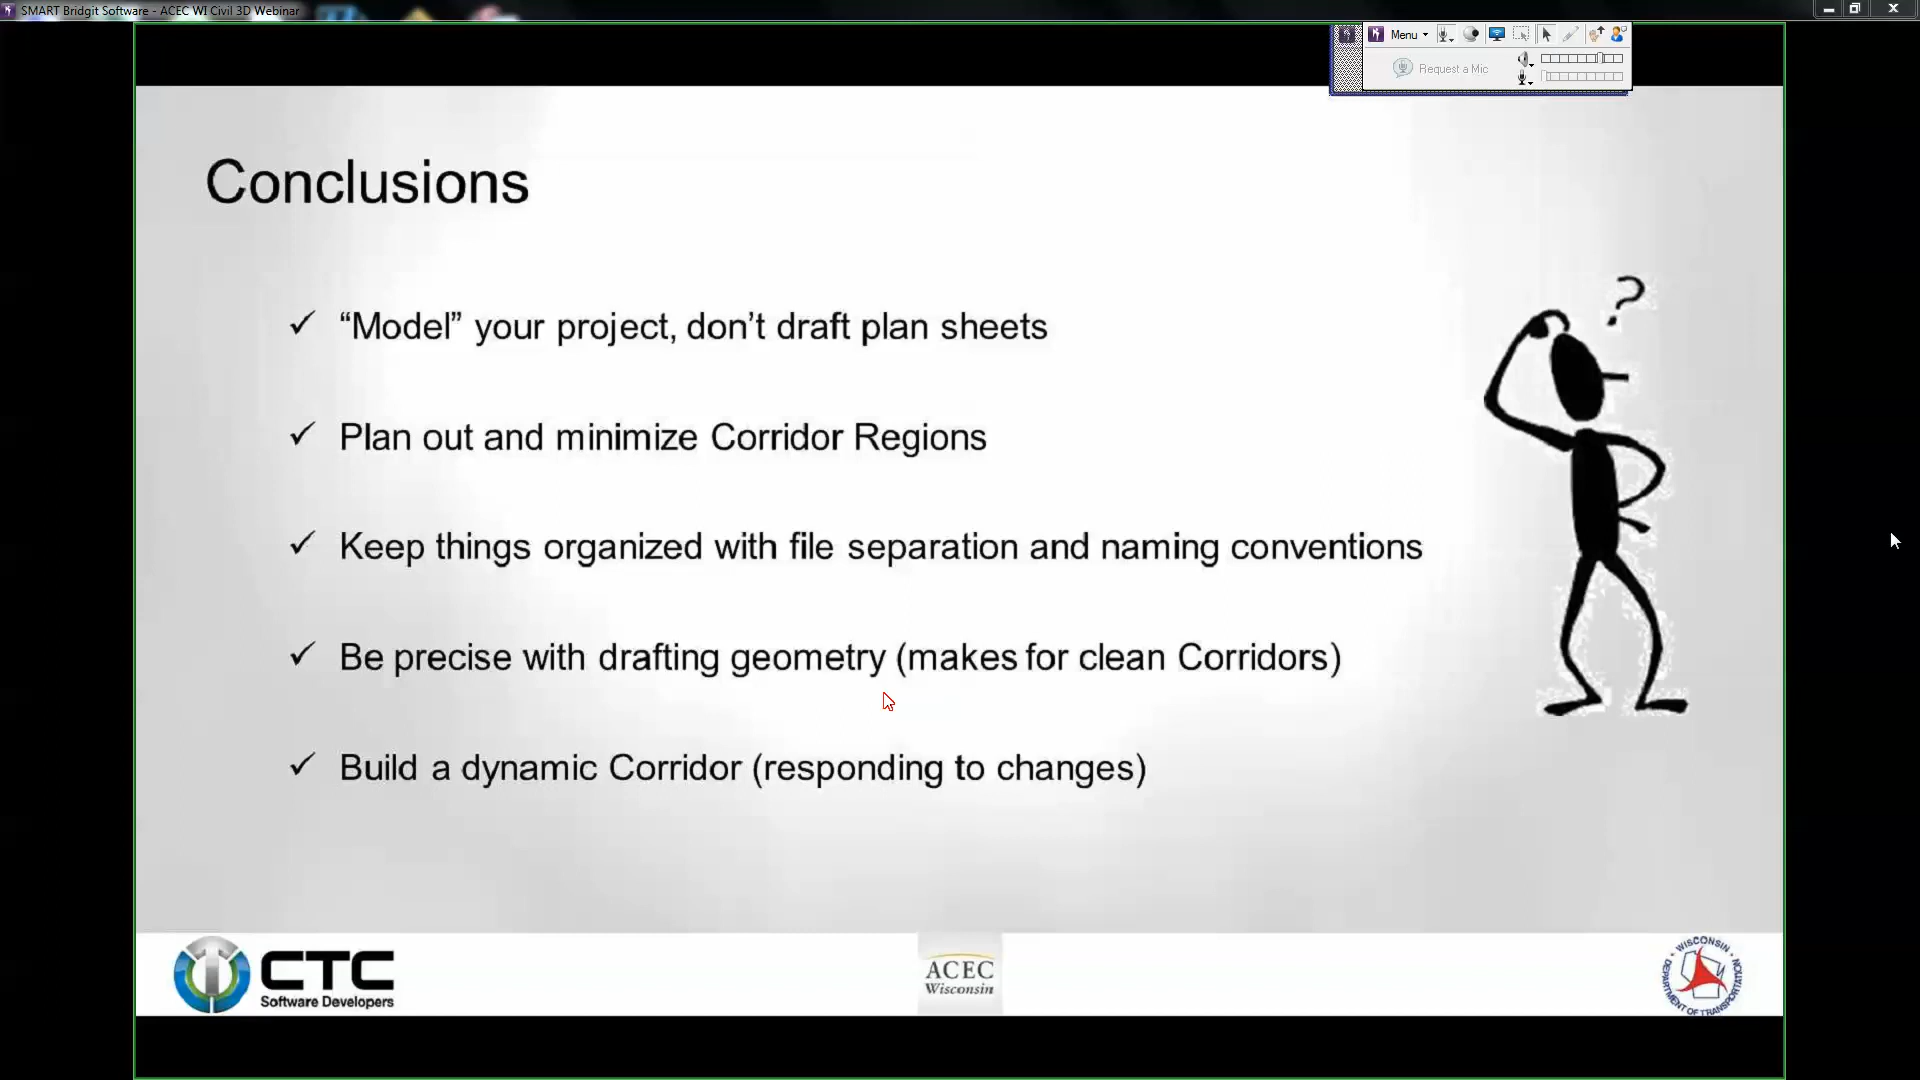 SMART Bridgit Software - ACEC WI Civil 3D Webinar
Menu
Request a Mic
Conclusions
?
✓ “Model” your project, don’t draft plan sheets
✓ Plan out and minimize Corridor Regions
✓ Keep things organized with file separation and naming conventions
✓ Be precise with drafting geometry (makes for clean Corridors)
✓ Build a dynamic Corridor (responding to changes)
CTC
Software Developers
ACEC
Wisconsin
WISCONSIN
DEPARTMENT OF TRANSPORTATION